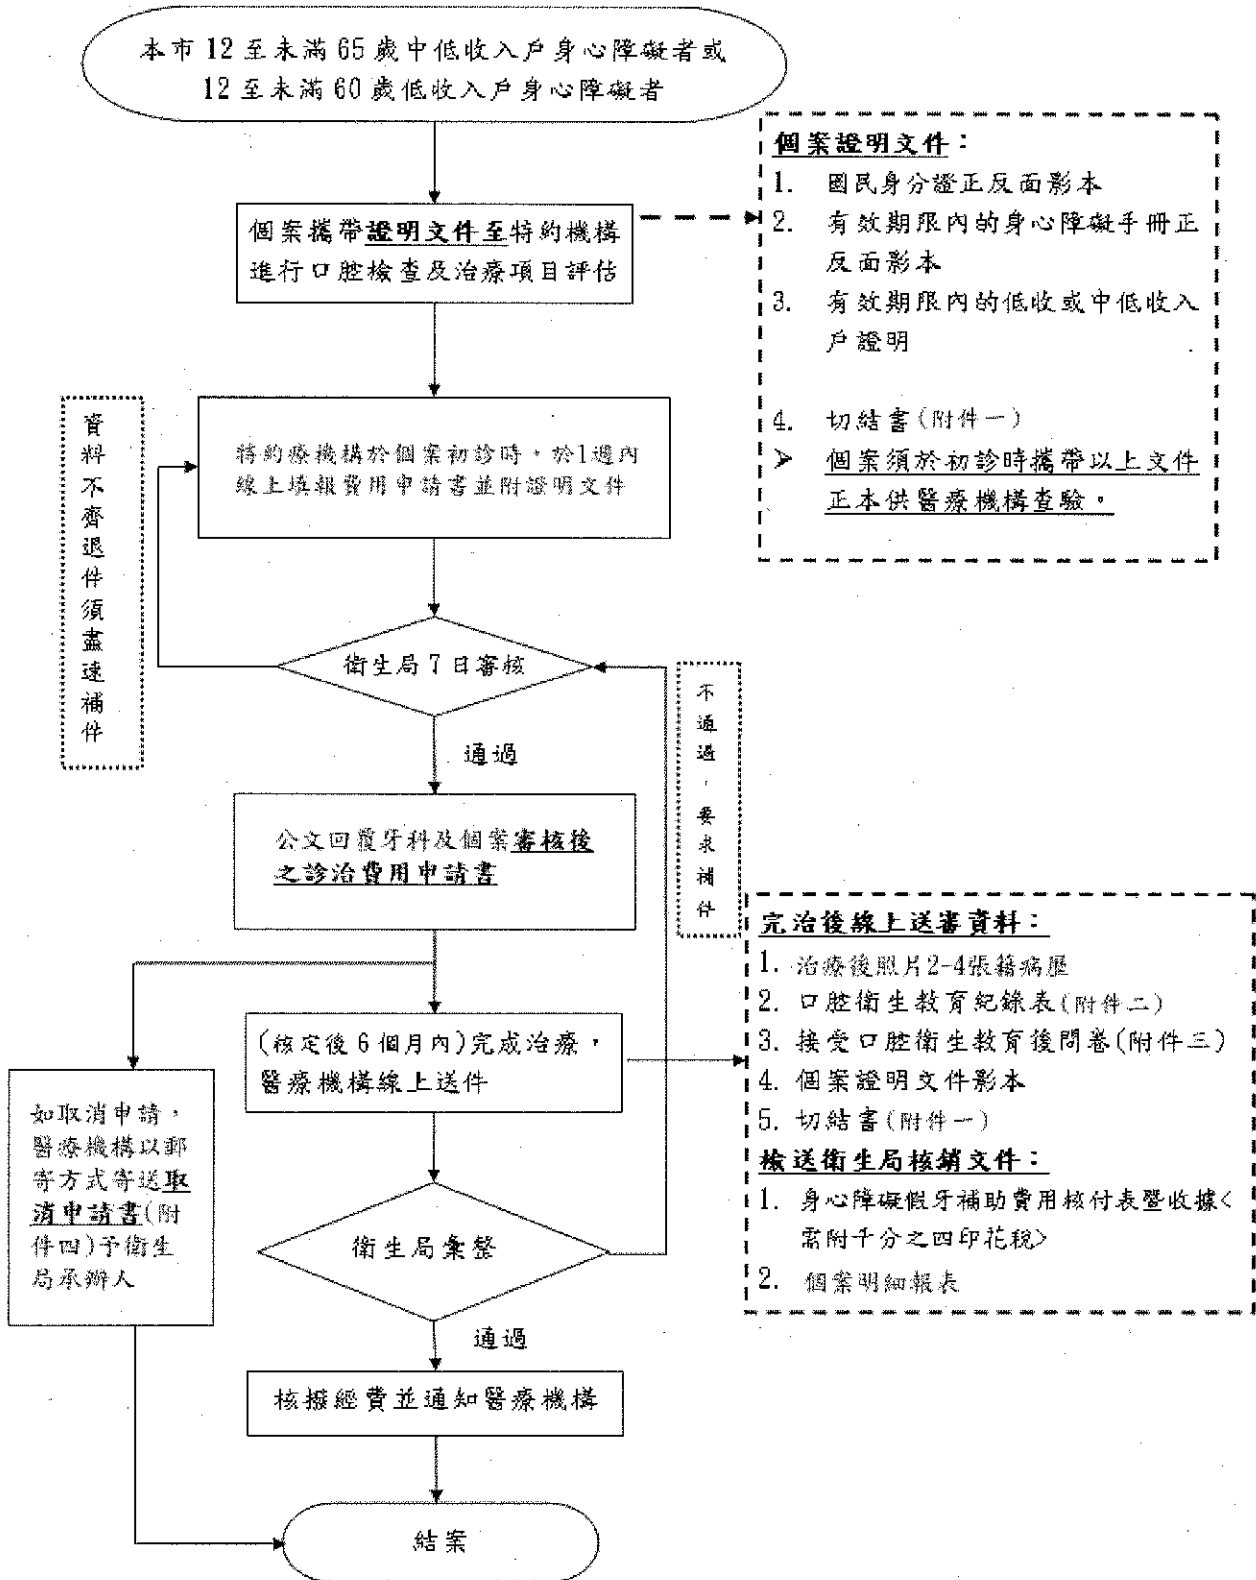 本市 12 至未滿 65 歲中低收入戶身心障礙者或
12 至未滿 60 歲低收入戶身心障礙者
個案攜帶證明文件至特約機構
進行口腔檢查及治療項目評估
個案證明文件：
1. 國民身分證正反面影本
2. 有效期限內的身心障礙手冊正
反面影本
3. 有效期限內的低收或中低收入
戶證明
4. 切結書(附件一)
➤ 個案須於初診時攜帶以上文件
正本供醫療機構查驗。
資料不齊退件須盡速補件
特約療機構於個案初診時，於1週內
線上填報費用申請書並附證明文件
衛生局 7 日審核
不通過，要求補件
通過
公文回覆牙科及個案審核後
之診治費用申請書
(核定後 6 個月內)完成治療，
醫療機構線上送件
完治後線上送審資料：
1. 治療後照片2-4張籍病歷
2. 口腔衛生教育紀錄表(附件二)
3. 接受口腔衛生教育後問卷(附件三)
4. 個案證明文件影本
5. 切結書(附件一)
檢送衛生局核銷文件：
1. 身心障礙假牙補助費用核付表暨收據<
需附千分之四印花稅>
2. 個案明細報表
如取消申請，
醫療機構以郵
寄方式寄送取
消申請書(附
件四)予衛生
局承辦人
衛生局彙整
通過
核撥經費並通知醫療機構
結案